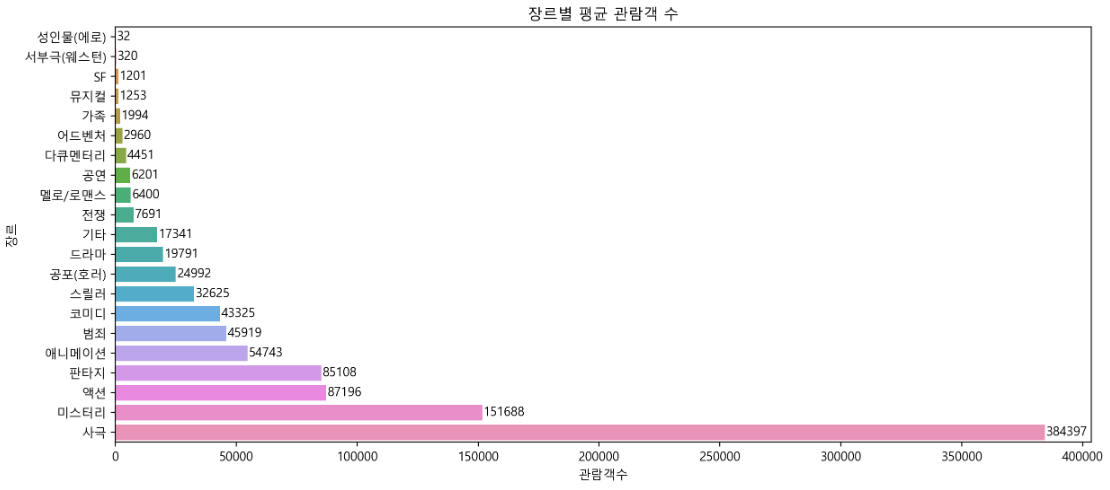 장르별 평균 관람객 수
장르
성인물(에로) 32
서부극(웨스턴) 320
SF 1201
뮤지컬 1253
가족 1994
어드벤처 2960
다큐멘터리 4451
공연 6201
멜로/로맨스 6400
전쟁 7691
기타 17341
드라마 19791
공포(호러) 24992
스릴러 32625
코미디 43325
범죄 45919
애니메이션 54743
판타지 85108
액션 87196
미스터리 151688
사극 384397
0 50000 100000 150000 200000 250000 300000 350000 400000
관람객수